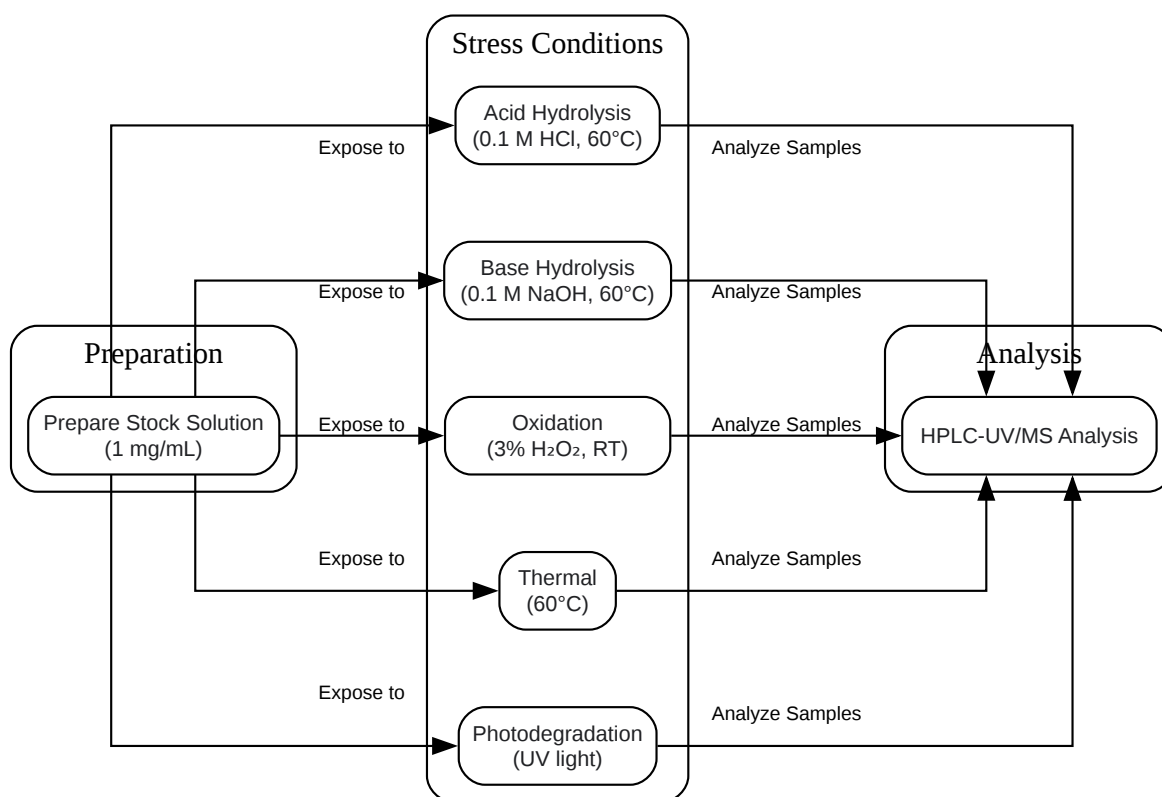 Stress Conditions
Acid Hydrolysis
(0.1 M HCl, 60°C)
Expose to
Analyze Samples
Base Hydrolysis
(0.1 M NaOH, 60°C)
Expose to
Analyze Samples
Preparation
Analysis
Prepare Stock Solution
(1 mg/mL)
Expose to
Oxidation
(3% H₂O₂, RT)
Analyze Samples
HPLC-UV/MS Analysis
Expose to
Thermal
(60°C)
Analyze Samples
Expose to
Photodegradation
(UV light)
Analyze Samples